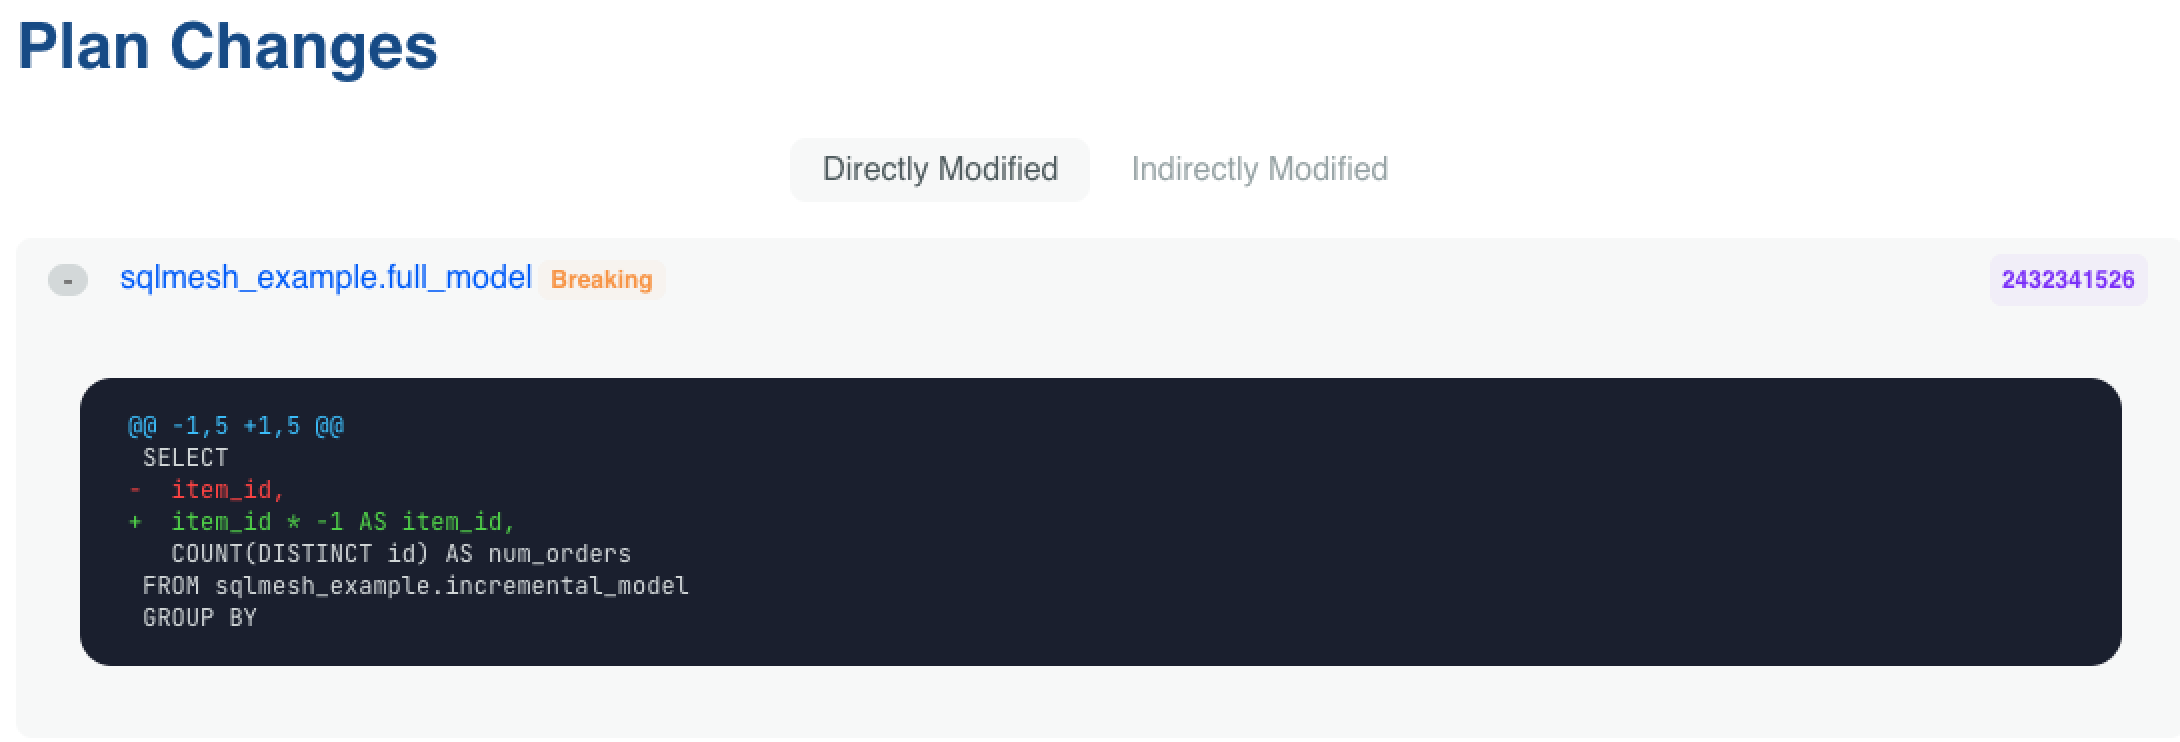 Plan Changes
Directly Modified Indirectly Modified
- sqlmesh_example.full_model Breaking 2432341526
@@ -1,5 +1,5 @@
 SELECT
-  item_id,
+  item_id * -1 AS item_id,
   COUNT(DISTINCT id) AS num_orders
 FROM sqlmesh_example.incremental_model
 GROUP BY